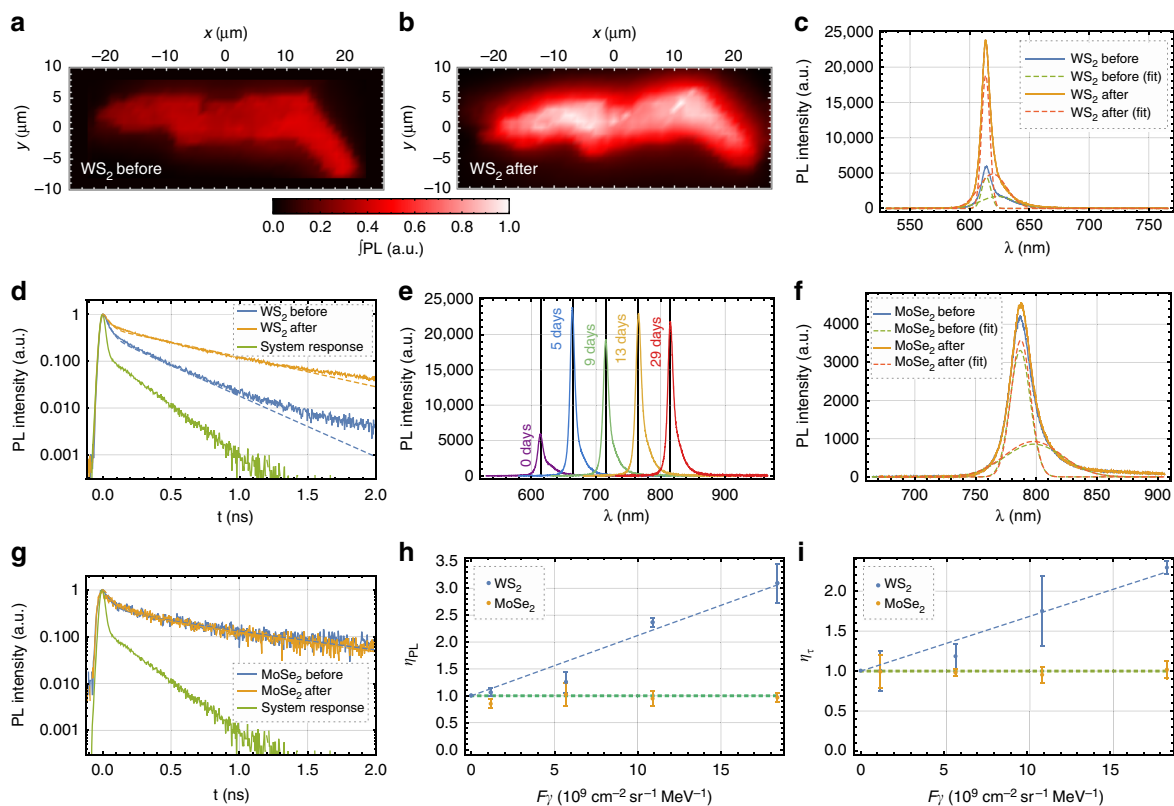 a
x (μm)
−20 −10 0 10 20
10
5
0
−5
−10
y (μm)
WS2 before
b
x (μm)
−20 −10 0 10 20
10
5
0
−5
−10
y (μm)
WS2 after
0.0 0.2 0.4 0.6 0.8 1.0
∫PL (a.u.)
c
25,000
20,000
15,000
10,000
5000
0
PL intensity (a.u.)
WS2 before
WS2 before (fit)
WS2 after
WS2 after (fit)
550 600 650 700 750
λ (nm)
d
1
0.100
0.010
0.001
PL intensity (a.u.)
WS2 before
WS2 after
System response
0.0 0.5 1.0 1.5 2.0
t (ns)
e
25,000
20,000
15,000
10,000
5000
0
PL intensity (a.u.)
0 days
5 days
9 days
13 days
29 days
600 700 800 900
λ (nm)
f
4000
3000
2000
1000
0
PL intensity (a.u.)
MoSe2 before
MoSe2 before (fit)
MoSe2 after
MoSe2 after (fit)
700 750 800 850 900
λ (nm)
g
1
0.100
0.010
0.001
PL intensity (a.u.)
MoSe2 before
MoSe2 after
System response
0.0 0.5 1.0 1.5 2.0
t (ns)
h
3.5
3.0
2.5
2.0
1.5
1.0
0.5
0.0
ηPL
WS2
MoSe2
0 5 10 15
Fγ (10⁹ cm⁻² sr⁻¹ MeV⁻¹)
i
2.0
1.5
1.0
0.5
0.0
ητ
WS2
MoSe2
0 5 10 15
Fγ (10⁹ cm⁻² sr⁻¹ MeV⁻¹)